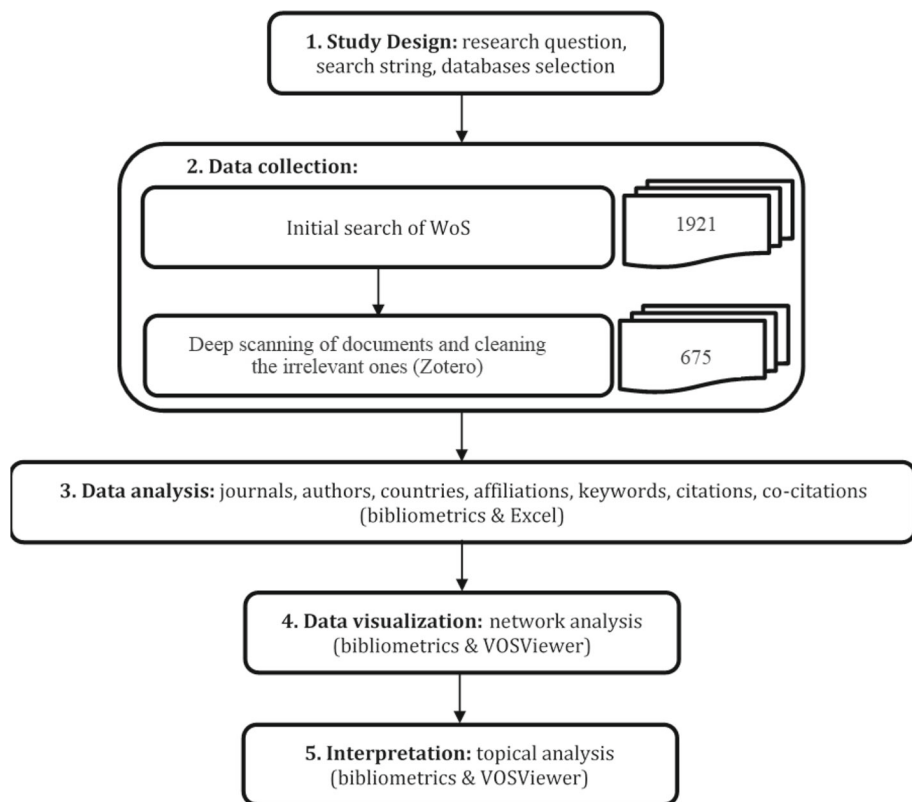 1. Study Design: research question,
search string, databases selection
2. Data collection:
Initial search of WoS
1921
Deep scanning of documents and cleaning
the irrelevant ones (Zotero)
675
3. Data analysis: journals, authors, countries, affiliations, keywords, citations, co-citations
(bibliometrics & Excel)
4. Data visualization: network analysis
(bibliometrics & VOSViewer)
5. Interpretation: topical analysis
(bibliometrics & VOSViewer)